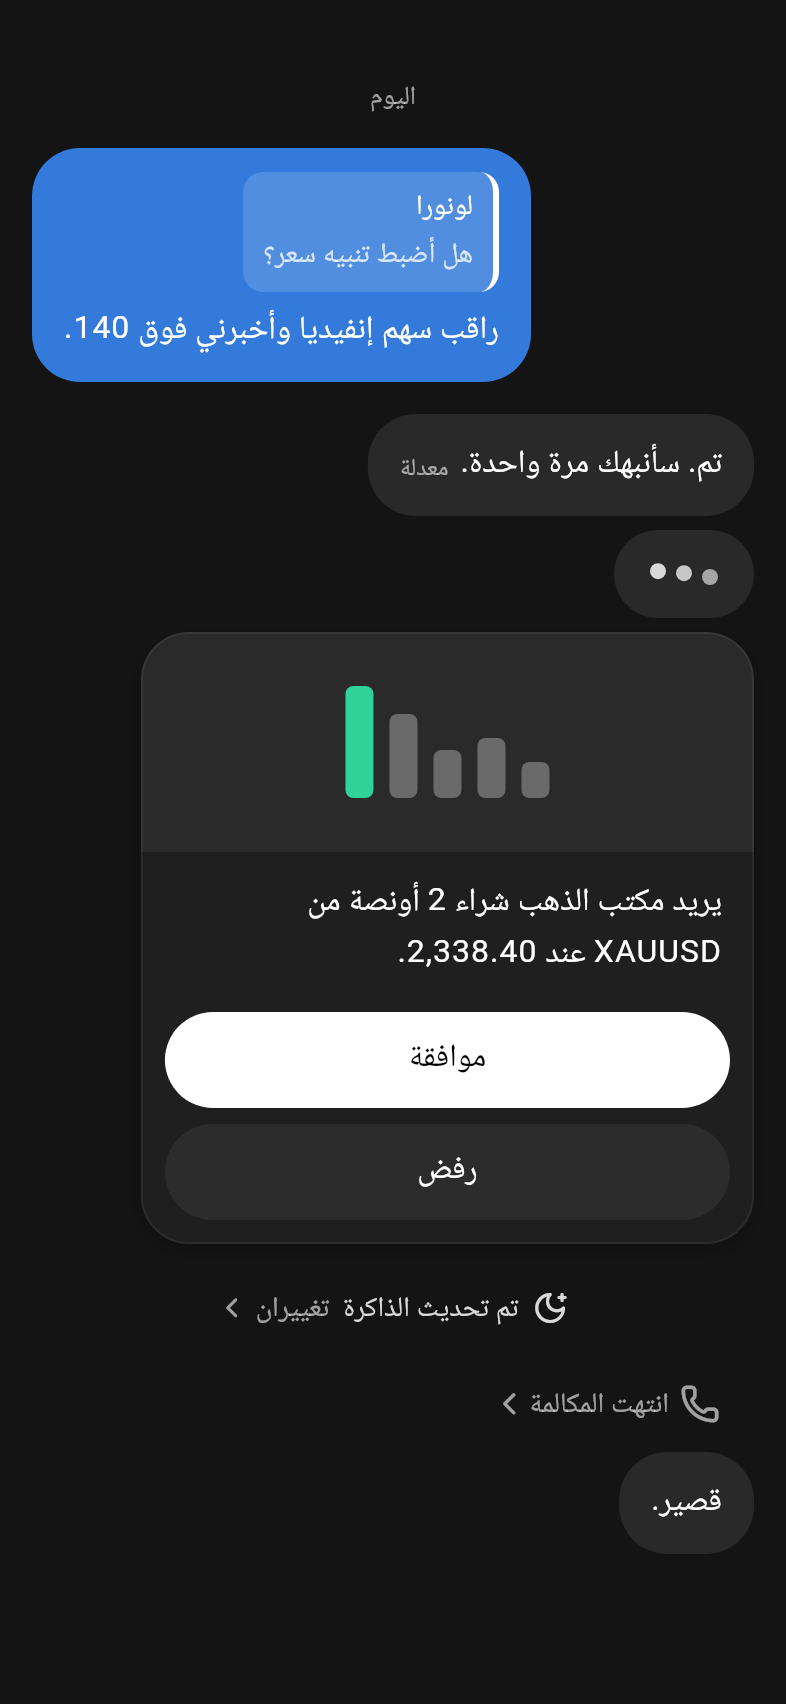 اليوم
لونورا
هل أضبط تنبيه سعر؟
راقب سهم إنفيديا وأخبرني فوق 140.
تم. سأنبهك مرة واحدة. معدلة
يريد مكتب الذهب شراء 2 أونصة من
XAUUSD عند 2,338.40.
موافقة
رفض
تم تحديث الذاكرة تغييران
انتهت المكالمة
قصير.